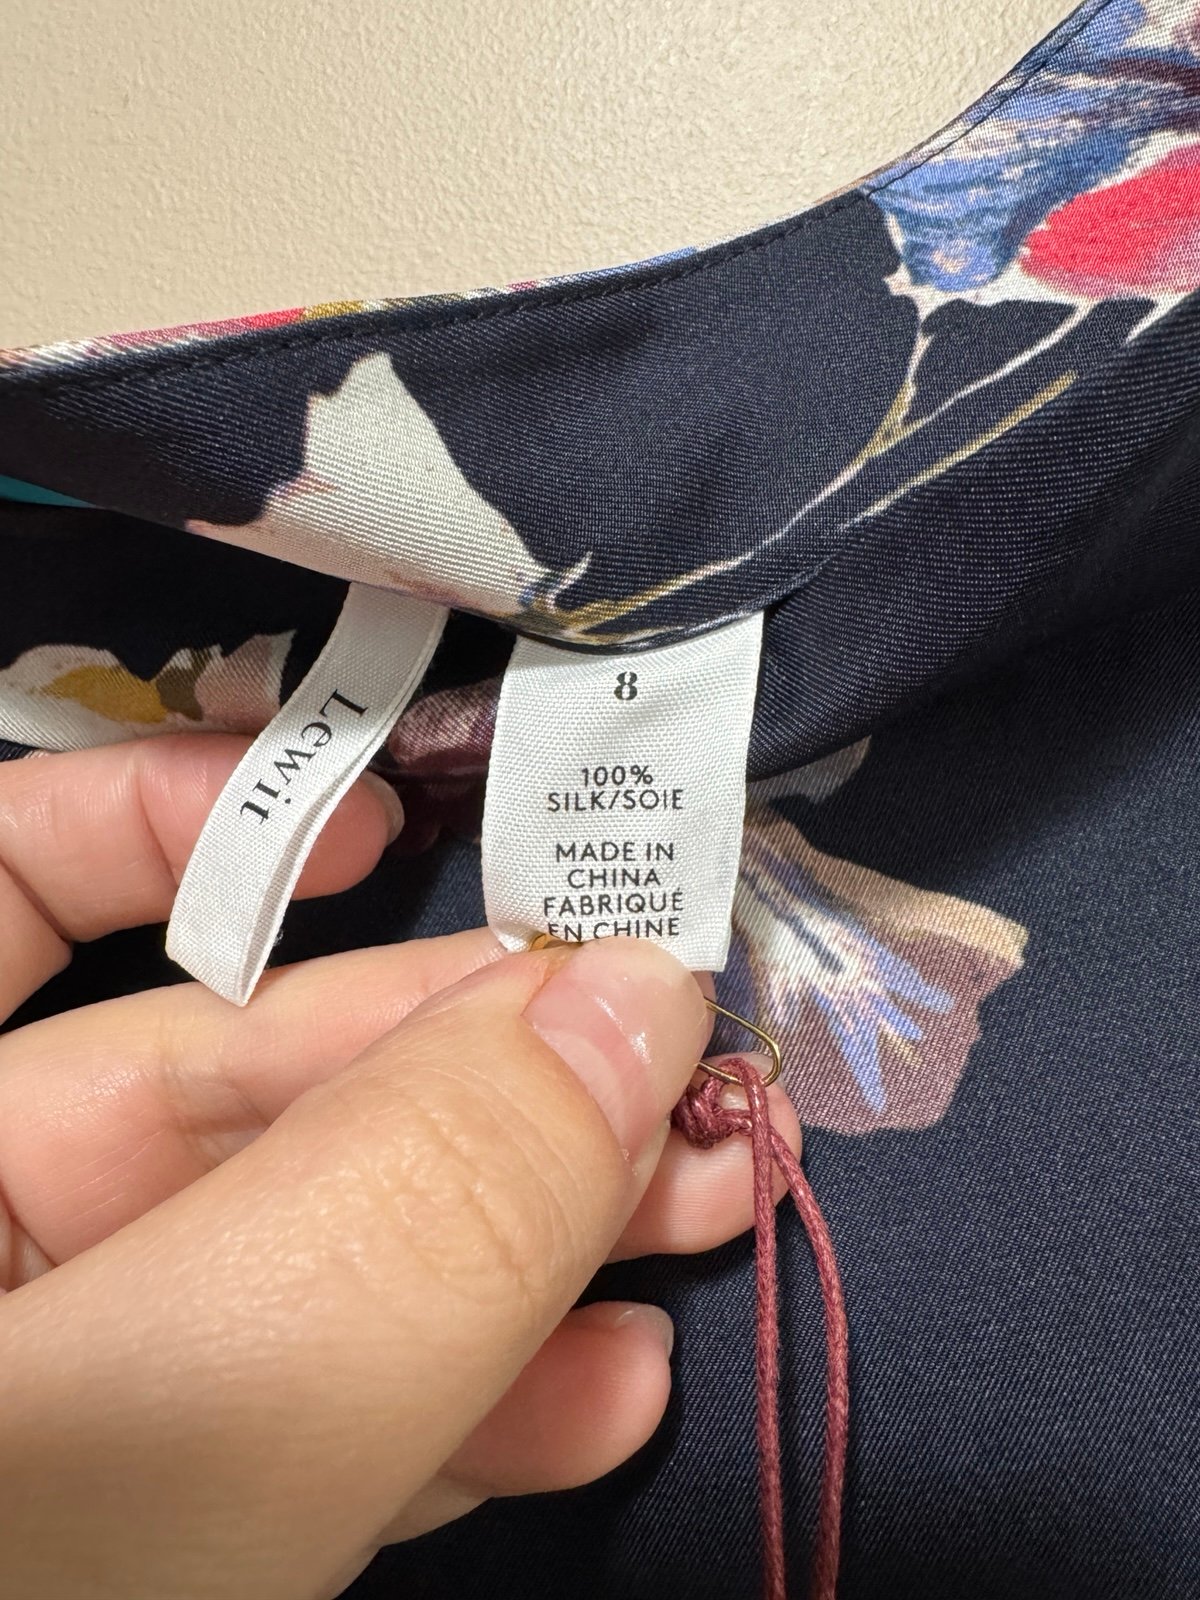 Lewit
8
100%
SILK/SOIE
MADE IN
CHINA
FABRIQUÉ
EN CHINE